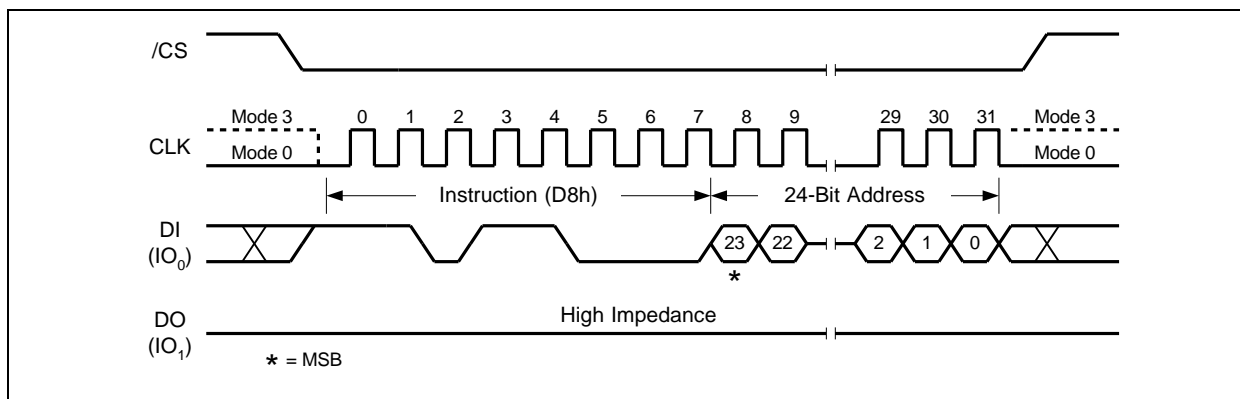 /CS
Mode 3 0 1 2 3 4 5 6 7 8 9 29 30 31 Mode 3
CLK
Mode 0 Mode 0
Instruction (D8h) 24-Bit Address
DI
(IO0)
23 22 2 1 0
*
High Impedance
DO
(IO1)
* = MSB